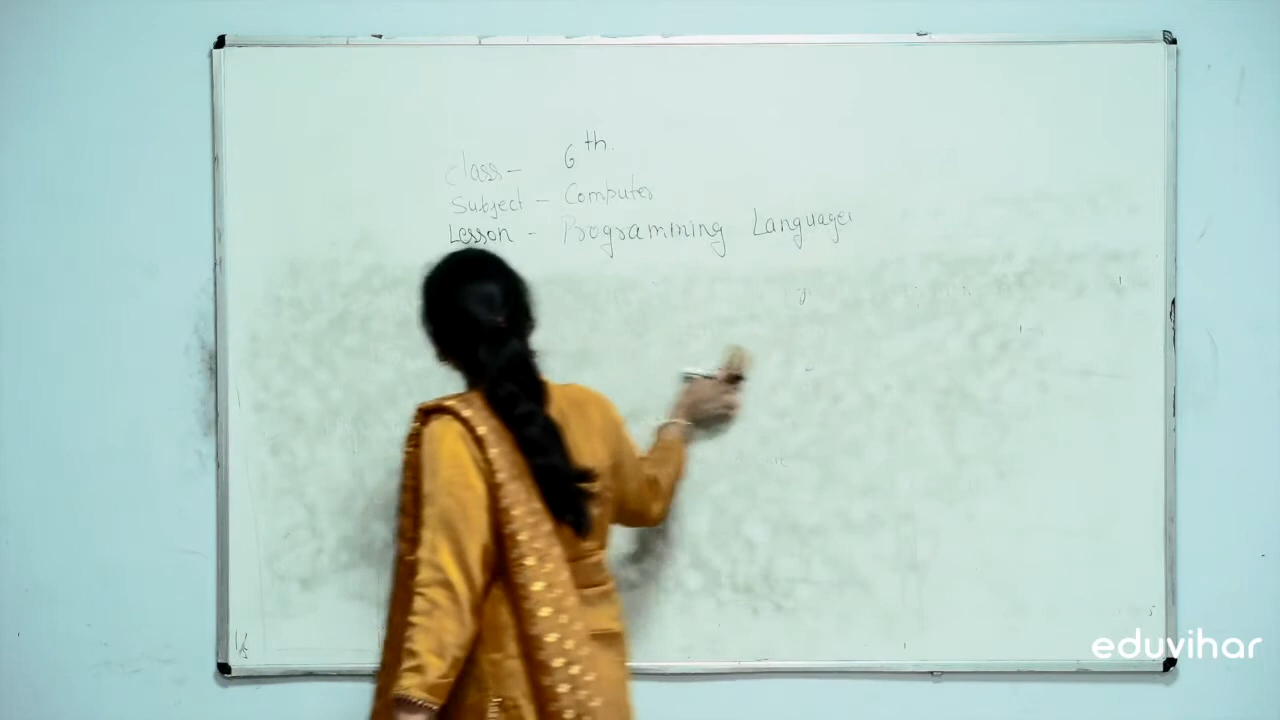 Class - 6th.
Subject - Computer
Lesson - Programming Languages
eduvihar